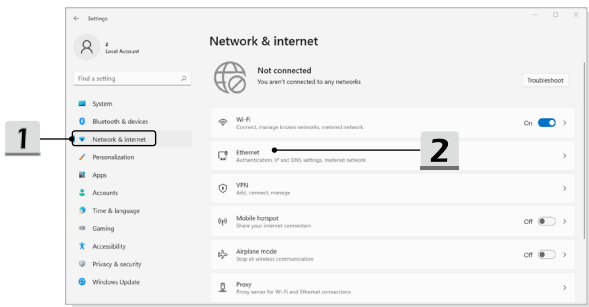 ← Settings
z
Local Account
Find a setting
System
Bluetooth & devices
1
Network & internet
Personalization
Apps
Accounts
Time & language
Gaming
Accessibility
Privacy & security
Windows Update
Network & internet
Not connected
You aren't connected to any networks
Troubleshoot
Wi-Fi
Connect, manage known networks, metered network
On
Ethernet
Authentication, IP and DNS settings, metered network
2
VPN
Add, connect, manage
Mobile hotspot
Share your internet connection
Off
Airplane mode
Stop all wireless communication
Off
Proxy
Proxy server for Wi-Fi and Ethernet connections